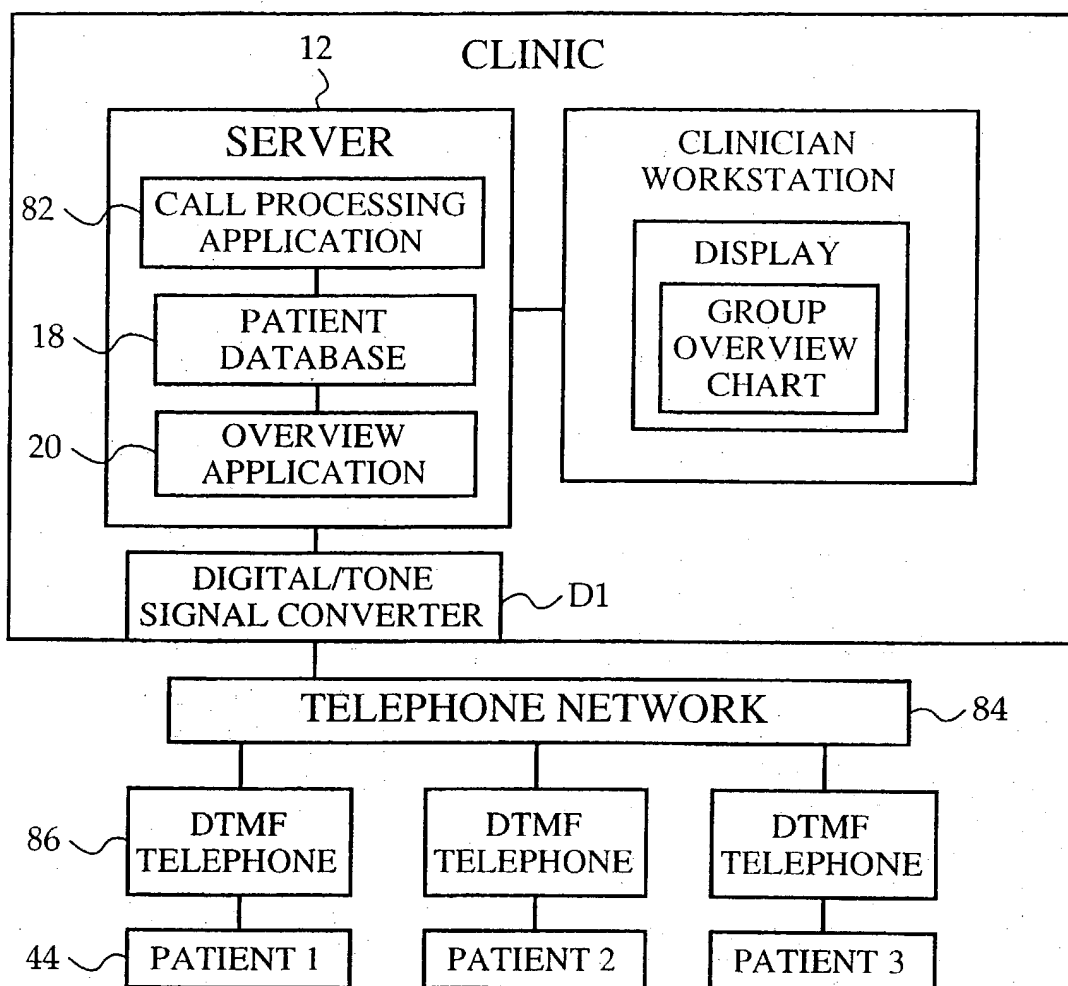 CLINIC
12
SERVER
82
CALL PROCESSING
APPLICATION
18
PATIENT
DATABASE
20
OVERVIEW
APPLICATION
CLINICIAN
WORKSTATION
DISPLAY
GROUP
OVERVIEW
CHART
DIGITAL/TONE
SIGNAL CONVERTER
D1
TELEPHONE NETWORK
84
86
DTMF
TELEPHONE
DTMF
TELEPHONE
DTMF
TELEPHONE
44
PATIENT 1
PATIENT 2
PATIENT 3